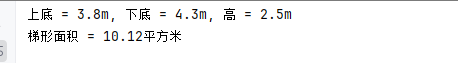 上底 = 3.8m, 下底 = 4.3m, 高 = 2.5m
梯形面积 = 10.12平方米